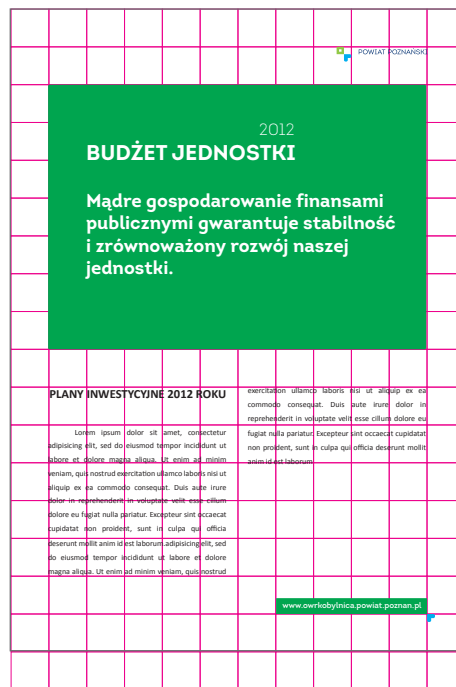 POWIAT POZNAŃSKI
2012
BUDŻET JEDNOSTKI
Mądre gospodarowanie finansami
publicznymi gwarantuje stabilność
i zrównoważony rozwój naszej
jednostki.
PLANY INWESTYCYJNE 2012 ROKU
Lorem ipsum dolor sit amet, consectetur
adipisicing elit, sed do eiusmod tempor incididunt ut
labore et dolore magna aliqua. Ut enim ad minim
veniam, quis nostrud exercitation ullamco laboris nisi ut
aliquip ex ea commodo consequat. Duis aute irure
dolor in reprehenderit in voluptate velit esse cillum
dolore eu fugiat nulla pariatur. Excepteur sint occaecat
cupidatat non proident, sunt in culpa qui officia
deserunt mollit anim id est laborum.adipisicing elit, sed
do eiusmod tempor incididunt ut labore et dolore
magna aliqua. Ut enim ad minim veniam, quis nostrud
exercitation ullamco laboris nisi ut aliquip ex ea
commodo consequat. Duis aute irure dolor in
reprehenderit in voluptate velit esse cillum dolore eu
fugiat nulla pariatur. Excepteur sint occaecat cupidatat
non proident, sunt in culpa qui officia deserunt mollit
anim id est laborum
www.owrkobylnica.powiat.poznan.pl